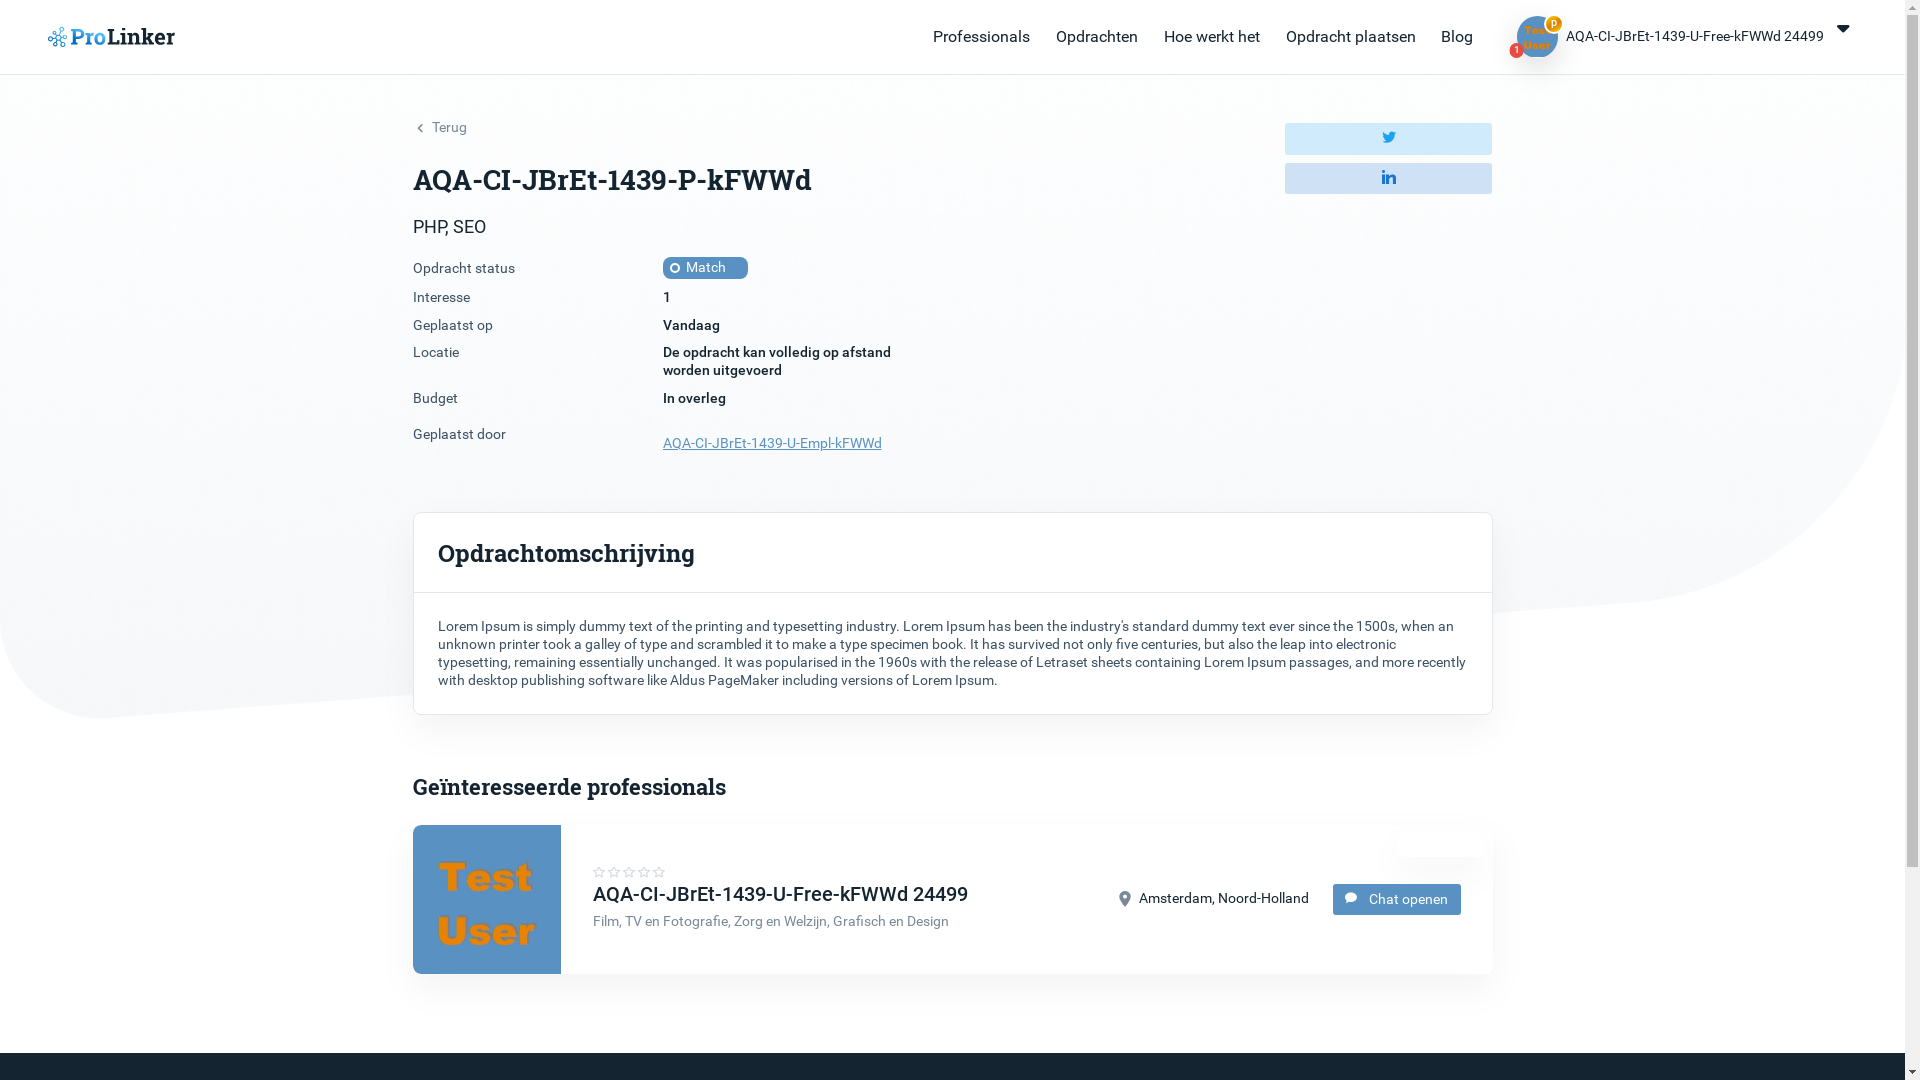 ProLinker
Professionals
Opdrachten
Hoe werkt het
Opdracht plaatsen
Blog
Test
User
p
1
AQA-CI-JBrEt-1439-U-Free-kFWWd 24499
Terug
AQA-CI-JBrEt-1439-P-kFWWd
PHP, SEO
Opdracht status
Match
Interesse
1
Geplaatst op
Vandaag
Locatie
De opdracht kan volledig op afstand
worden uitgevoerd
Budget
In overleg
Geplaatst door
AQA-CI-JBrEt-1439-U-Empl-kFWWd
Opdrachtomschrijving
Lorem Ipsum is simply dummy text of the printing and typesetting industry. Lorem Ipsum has been the industry's standard dummy text ever since the 1500s, when an
unknown printer took a galley of type and scrambled it to make a type specimen book. It has survived not only five centuries, but also the leap into electronic
typesetting, remaining essentially unchanged. It was popularised in the 1960s with the release of Letraset sheets containing Lorem Ipsum passages, and more recently
with desktop publishing software like Aldus PageMaker including versions of Lorem Ipsum.
Geïnteresseerde professionals
Test
User
AQA-CI-JBrEt-1439-U-Free-kFWWd 24499
Film, TV en Fotografie, Zorg en Welzijn, Grafisch en Design
Amsterdam, Noord-Holland
Chat openen